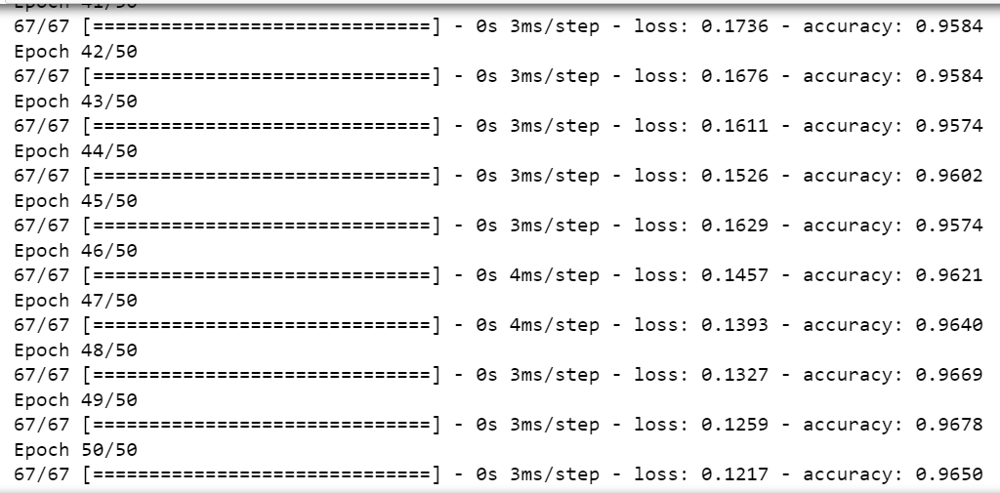 Epoch 41/50
67/67 [==============================] - 0s 3ms/step - loss: 0.1736 - accuracy: 0.9584
Epoch 42/50
67/67 [==============================] - 0s 3ms/step - loss: 0.1676 - accuracy: 0.9584
Epoch 43/50
67/67 [==============================] - 0s 3ms/step - loss: 0.1611 - accuracy: 0.9574
Epoch 44/50
67/67 [==============================] - 0s 3ms/step - loss: 0.1526 - accuracy: 0.9602
Epoch 45/50
67/67 [==============================] - 0s 3ms/step - loss: 0.1629 - accuracy: 0.9574
Epoch 46/50
67/67 [==============================] - 0s 4ms/step - loss: 0.1457 - accuracy: 0.9621
Epoch 47/50
67/67 [==============================] - 0s 4ms/step - loss: 0.1393 - accuracy: 0.9640
Epoch 48/50
67/67 [==============================] - 0s 3ms/step - loss: 0.1327 - accuracy: 0.9669
Epoch 49/50
67/67 [==============================] - 0s 3ms/step - loss: 0.1259 - accuracy: 0.9678
Epoch 50/50
67/67 [==============================] - 0s 3ms/step - loss: 0.1217 - accuracy: 0.9650